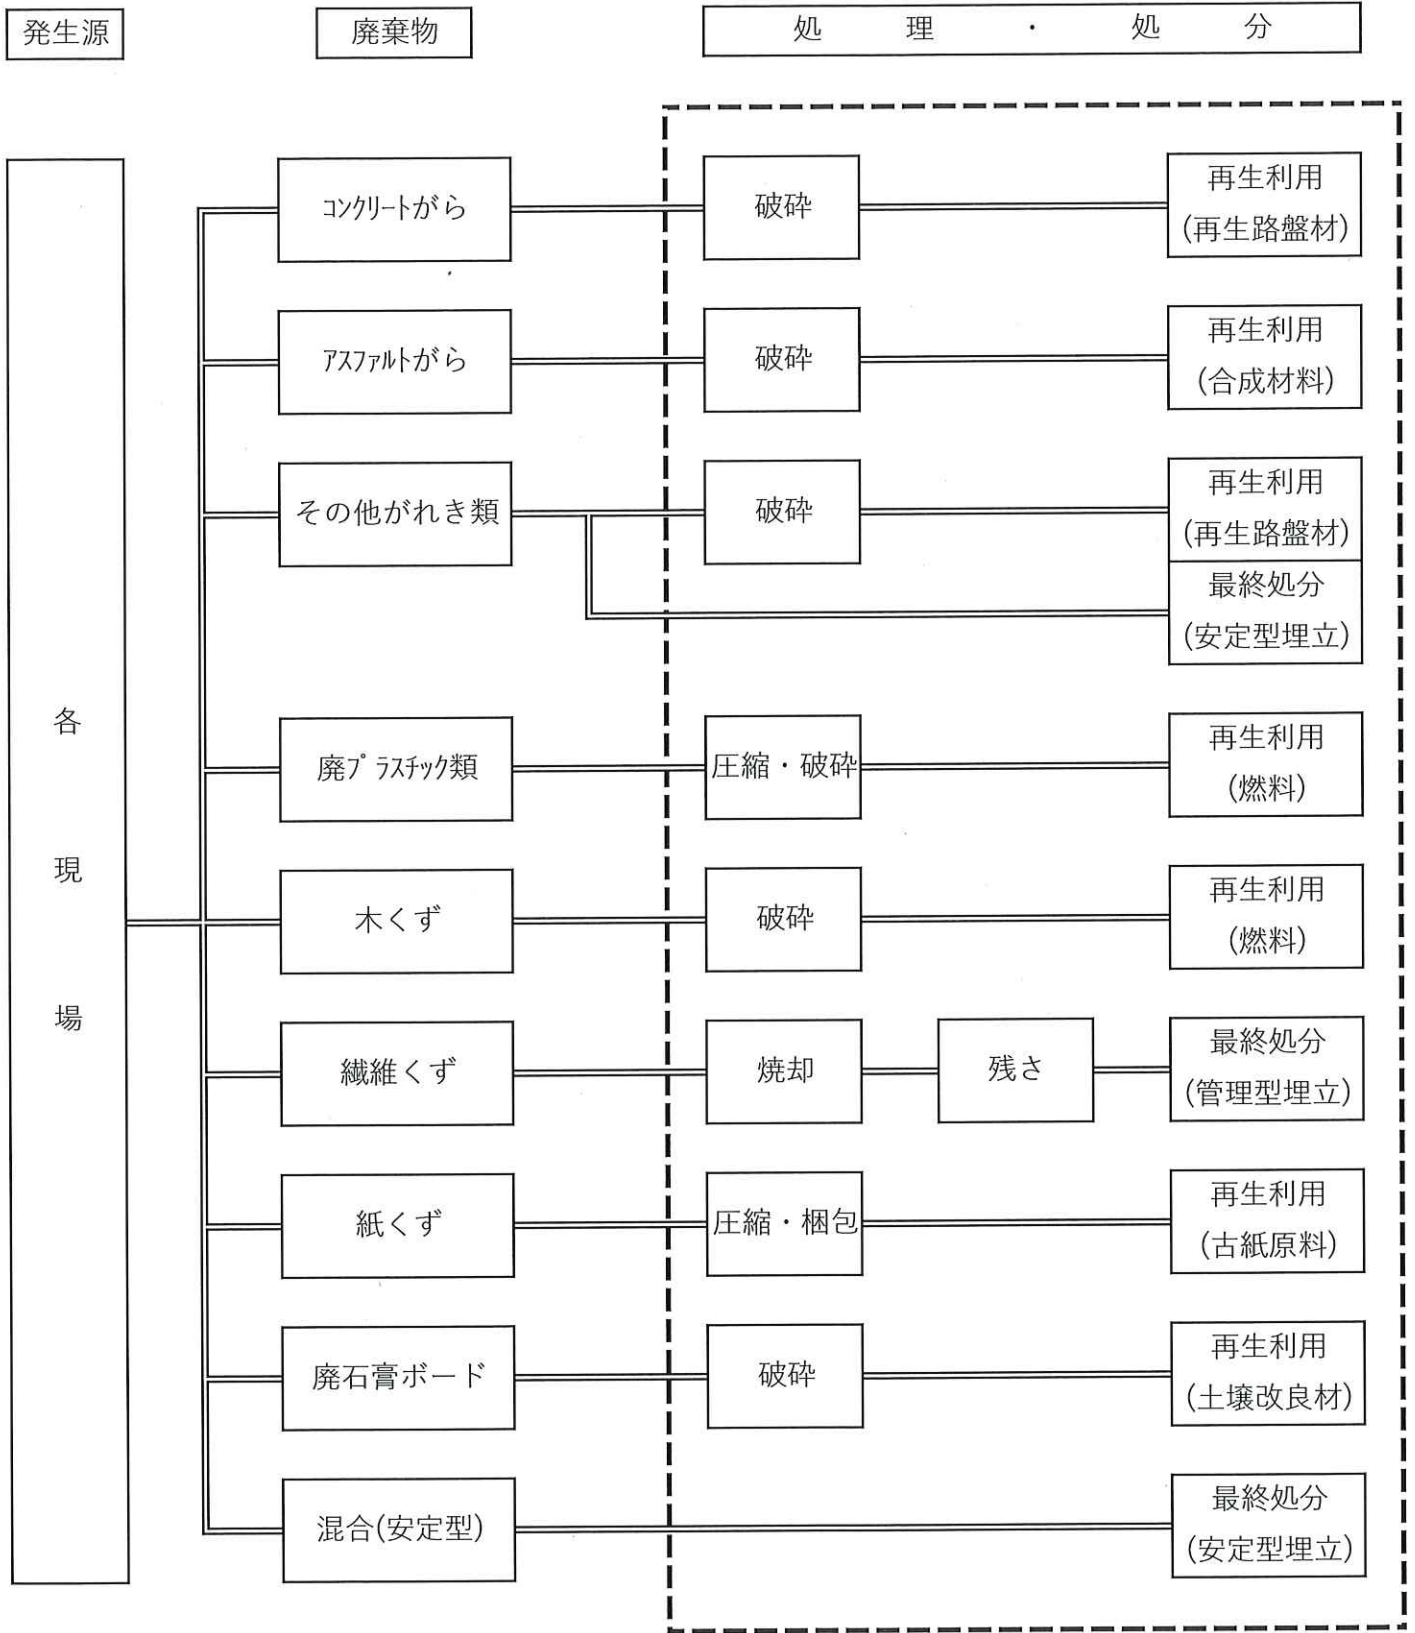 発生源
廃棄物
処理・処分
各現場
コンクリートがら
破砕
再生利用
(再生路盤材)
アスファルトがら
破砕
再生利用
(合成材料)
その他がれき類
破砕
再生利用
(再生路盤材)
最終処分
(安定型埋立)
廃プラスチック類
圧縮・破砕
再生利用
(燃料)
木くず
破砕
再生利用
(燃料)
繊維くず
焼却
残さ
最終処分
(管理型埋立)
紙くず
圧縮・梱包
再生利用
(古紙原料)
廃石膏ボード
破砕
再生利用
(土壌改良材)
混合(安定型)
最終処分
(安定型埋立)